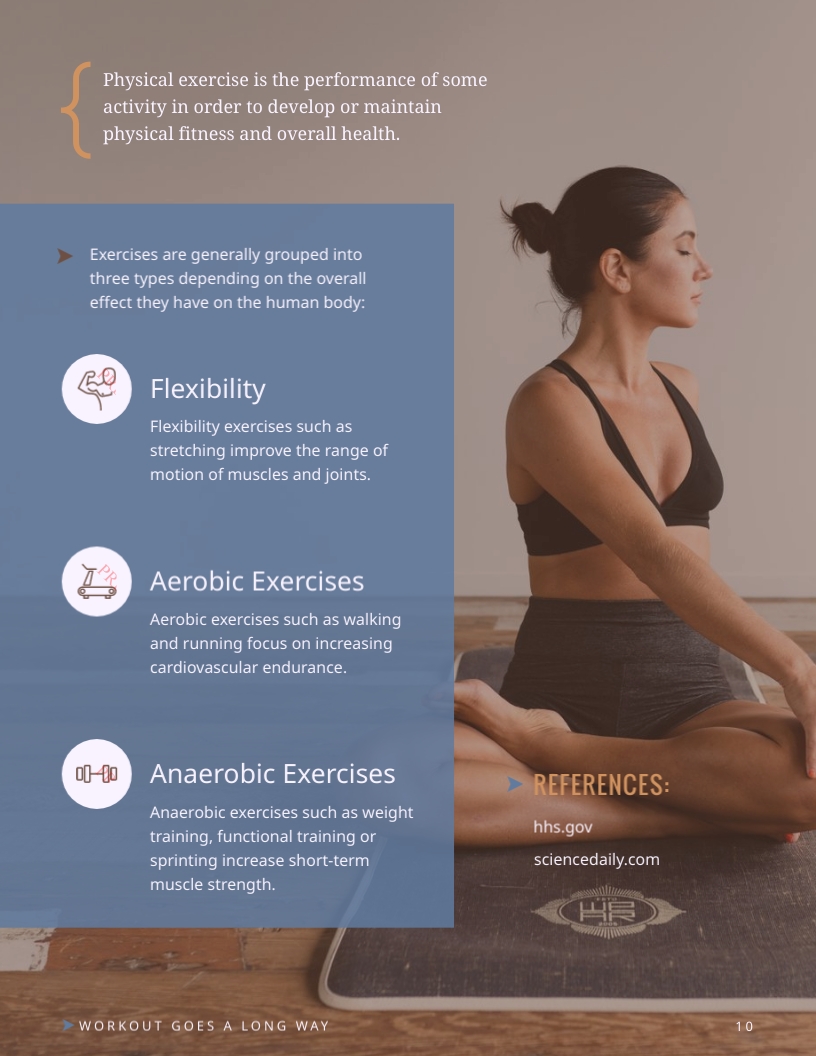 Physical exercise is the performance of some
activity in order to develop or maintain
physical fitness and overall health.
Exercises are generally grouped into
three types depending on the overall
effect they have on the human body:
Flexibility
Flexibility exercises such as
stretching improve the range of
motion of muscles and joints.
Aerobic Exercises
Aerobic exercises such as walking
and running focus on increasing
cardiovascular endurance.
Anaerobic Exercises
Anaerobic exercises such as weight
training, functional training or
sprinting increase short-term
muscle strength.
REFERENCES:
hhs.gov
sciencedaily.com
WORKOUT GOES A LONG WAY
10